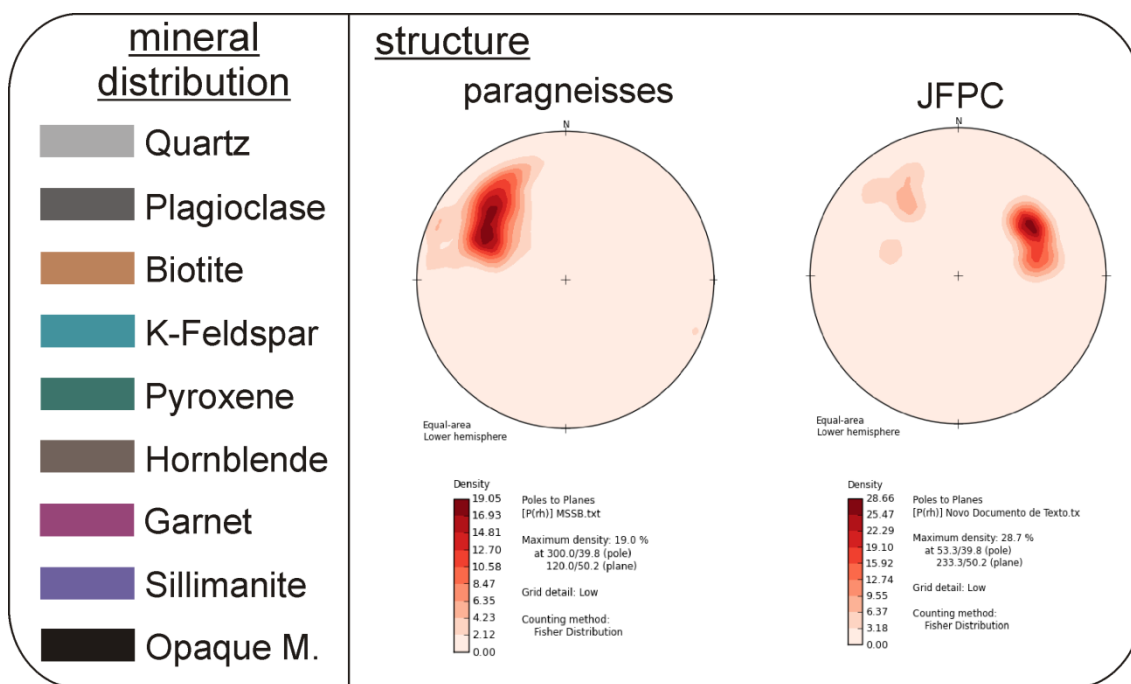 mineral
distribution
Quartz
Plagioclase
Biotite
K-Feldspar
Pyroxene
Hornblende
Garnet
Sillimanite
Opaque M.
structure
paragneisses
N
Equal-area
Lower hemisphere
Density
19.05
16.93
14.81
12.70
10.58
8.47
6.35
4.23
2.12
0.00
Poles to Planes
[P(rh)] MSSB.txt
Maximum density: 19.0 %
at 300.0/39.8 (pole)
120.0/50.2 (plane)
Grid detail: Low
Counting method:
Fisher Distribution
JFPC
N
Equal-area
Lower hemisphere
Density
28.66
25.47
22.29
19.10
15.92
12.74
9.55
6.37
3.18
0.00
Poles to Planes
[P(rh)] Novo Documento de Texto.tx
Maximum density: 28.7 %
at 53.3/39.8 (pole)
233.3/50.2 (plane)
Grid detail: Low
Counting method:
Fisher Distribution